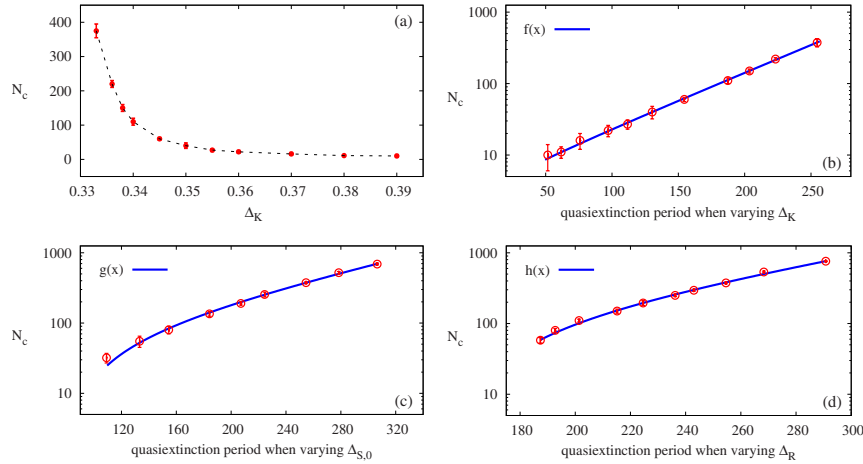 (a)
N_c
400
300
200
100
0
0.33 0.34 0.35 0.36 0.37 0.38 0.39
Δ_K
f(x)
(b)
N_c
1000
100
10
50 100 150 200 250
quasiextinction period when varying Δ_K
g(x)
(c)
N_c
1000
100
10
120 160 200 240 280 320
quasiextinction period when varying Δ_S,0
h(x)
(d)
N_c
1000
100
10
180 200 220 240 260 280 300
quasiextinction period when varying Δ_R